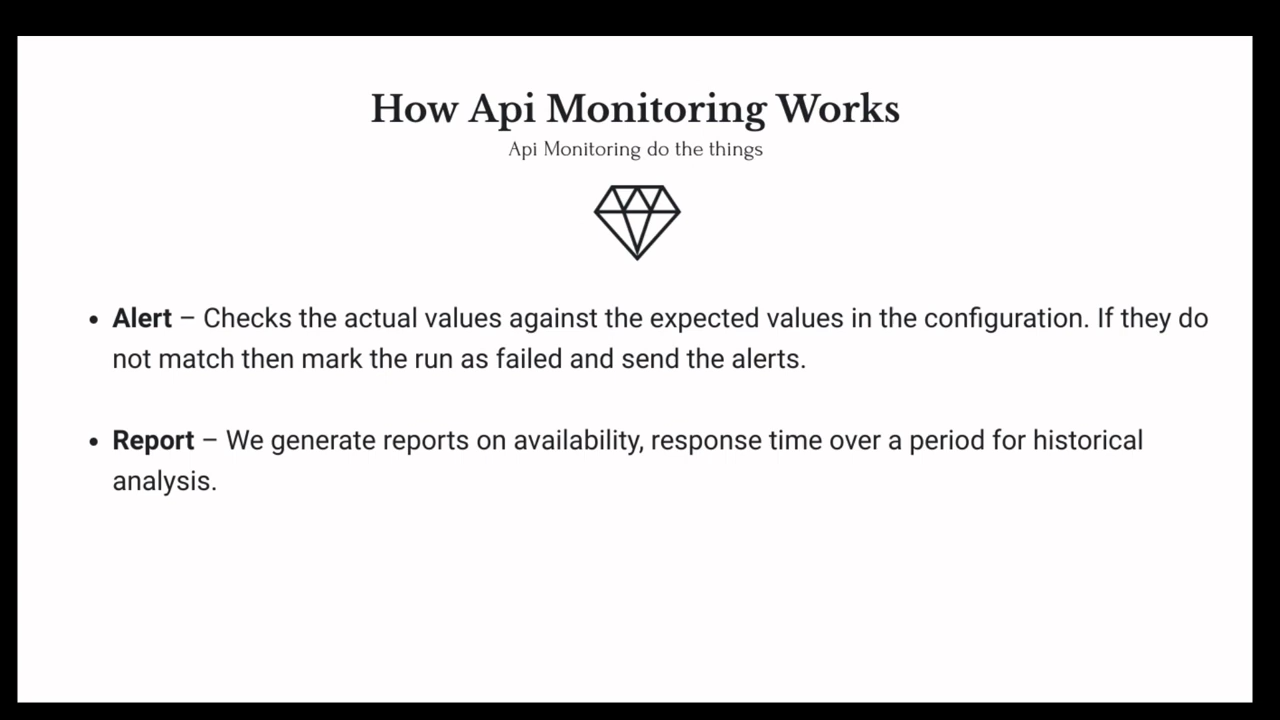 How Api Monitoring Works
Api Monitoring do the things
• Alert – Checks the actual values against the expected values in the configuration. If they do
not match then mark the run as failed and send the alerts.
• Report – We generate reports on availability, response time over a period for historical
analysis.